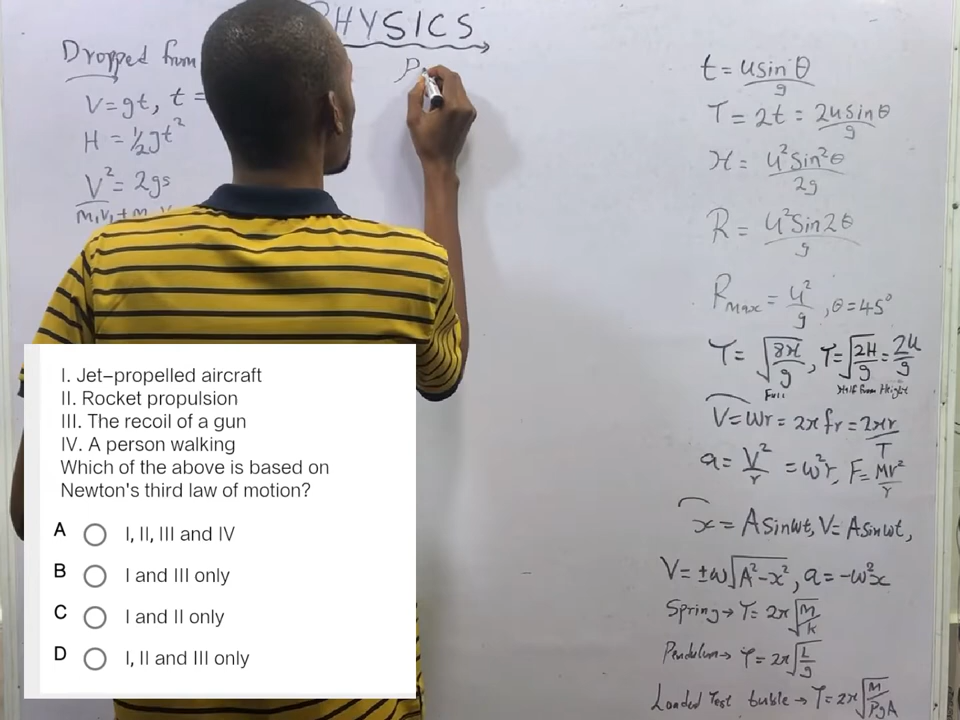 PHYSICS
Dropped from
V=gt, t=
H = ½gt²
V² = 2gs
m₁v₁+m
P
t = usinθ/g
T = 2t = 2usinθ/g
H = u²sin²θ/2g
R = u²sin2θ/g
Rmax = u²/g, θ=45°
T = √8H/g, T=√2H/g = 2u/g
Full Half from Height
V=Wr = 2πfr = 2πr/T
a = V²/r = ω²r, F= Mv²/r
x = Asinωt, V= Asinωt,
V= ±ω√A²−x², a = −ω²x
Spring→ T= 2π√M/k
Pendulum→ T= 2π√L/g
Loaded Test tubble → T= 2π√M/PgA
I. Jet–propelled aircraft
II. Rocket propulsion
III. The recoil of a gun
IV. A person walking
Which of the above is based on
Newton's third law of motion?
A I, II, III and IV
B I and III only
C I and II only
D I, II and III only